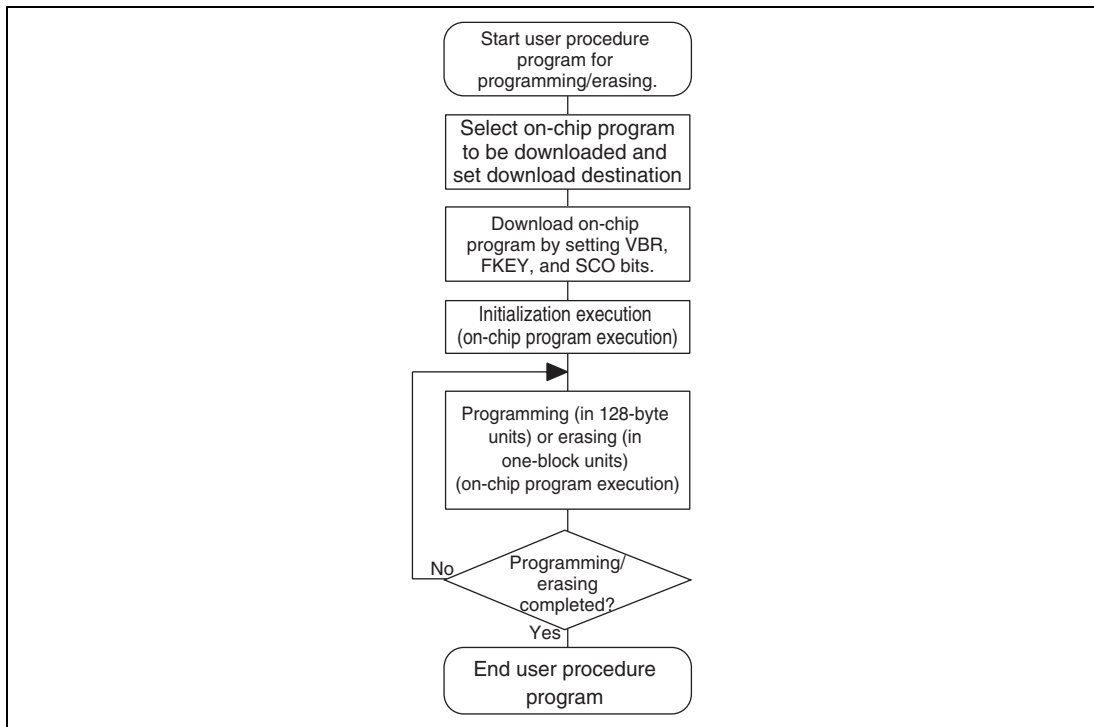 Start user procedure
program for
programming/erasing.
Select on-chip program
to be downloaded and
set download destination
Download on-chip
program by setting VBR,
FKEY, and SCO bits.
Initialization execution
(on-chip program execution)
Programming (in 128-byte
units) or erasing (in
one-block units)
(on-chip program execution)
No
Programming/
erasing
completed?
Yes
End user procedure
program